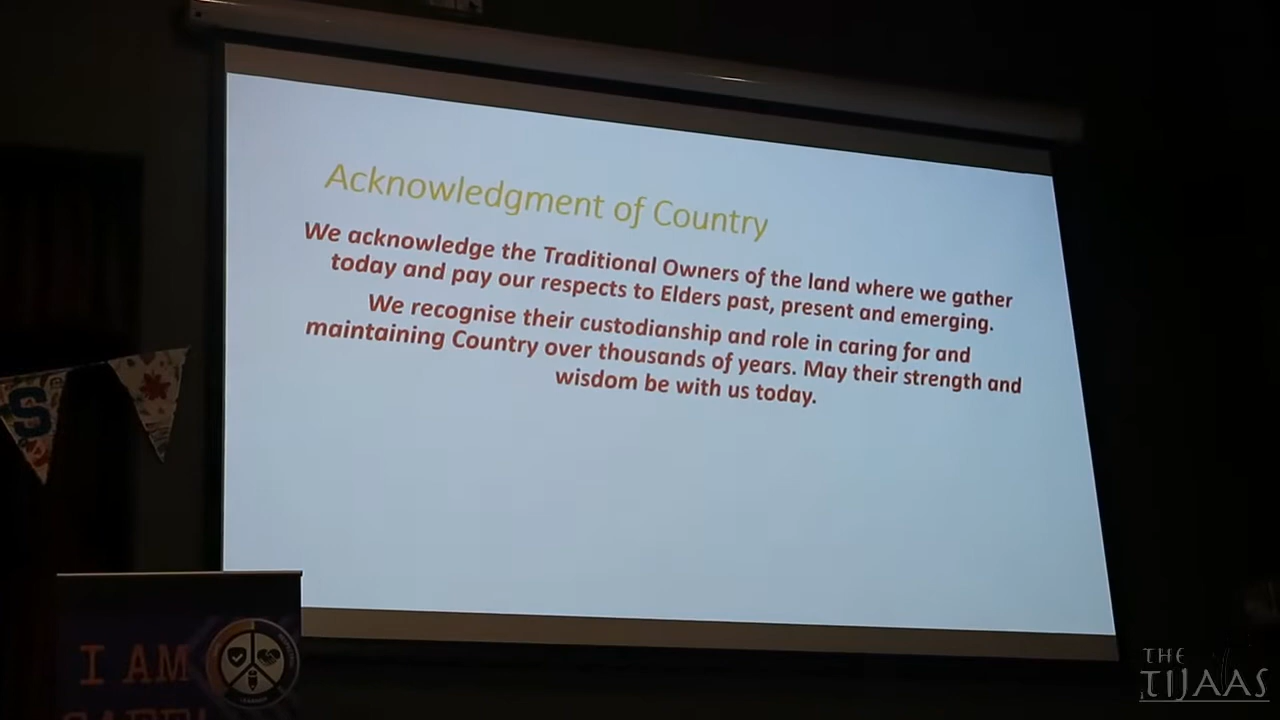 Acknowledgment of Country
We acknowledge the Traditional Owners of the land where we gather
today and pay our respects to Elders past, present and emerging.
We recognise their custodianship and role in caring for and
maintaining Country over thousands of years. May their strength and
wisdom be with us today.
S
I AM
THE
TIJAAS